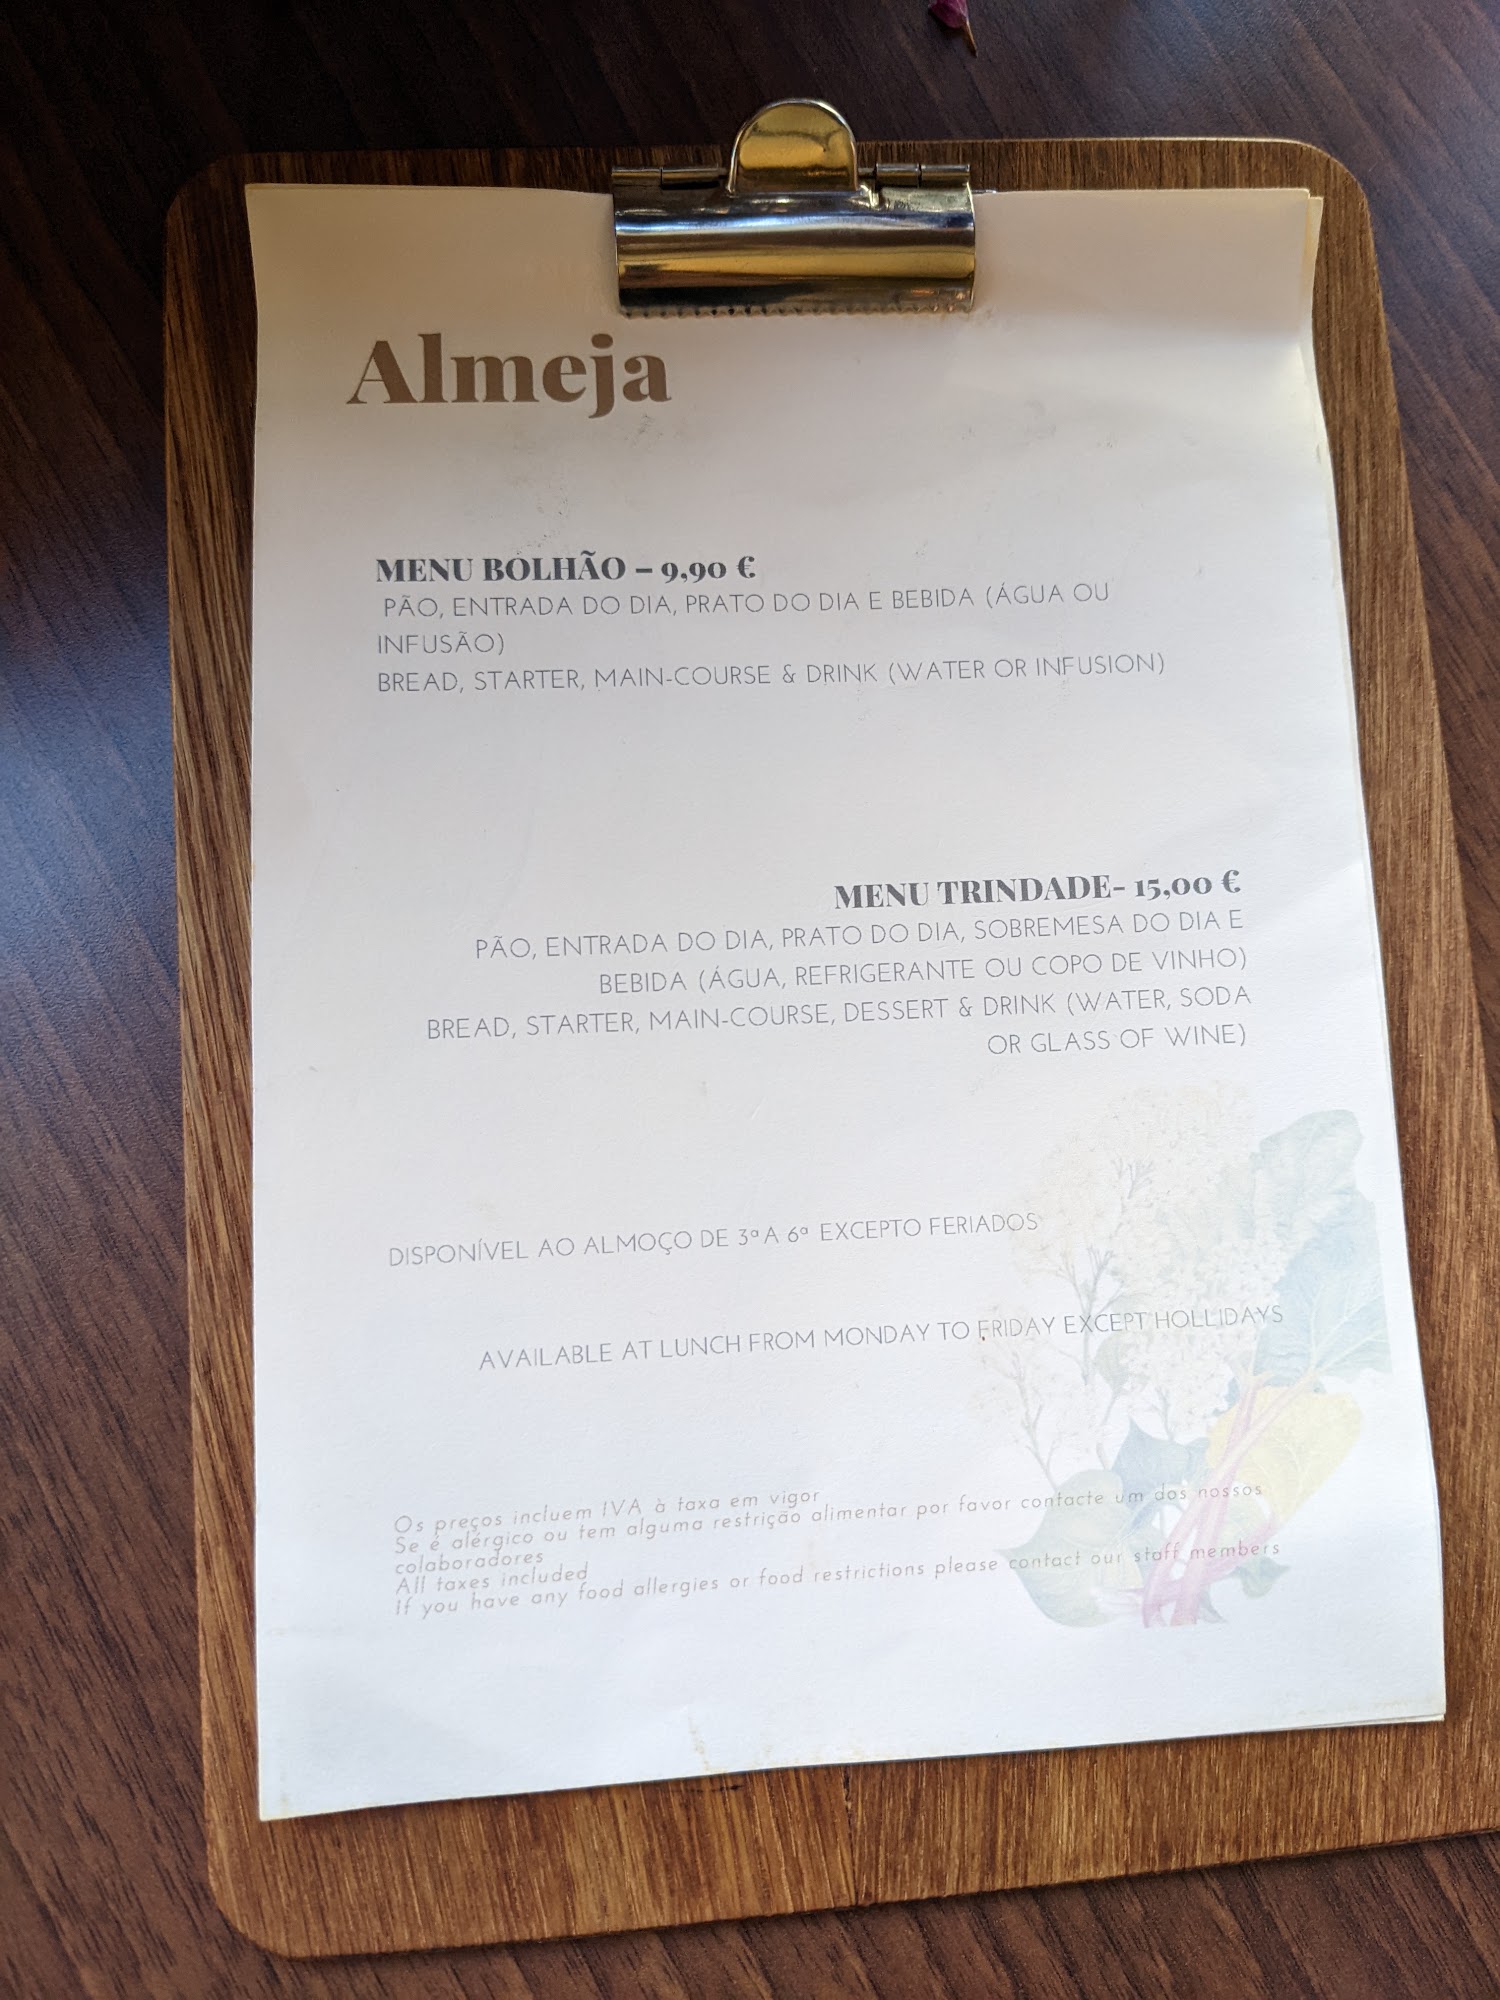 Almeja
MENU BOLHÃO – 9,90 €
PÃO, ENTRADA DO DIA, PRATO DO DIA E BEBIDA (ÁGUA OU
INFUSÃO)
BREAD, STARTER, MAIN-COURSE & DRINK (WATER OR INFUSION)
MENU TRINDADE- 15,00 €
PÃO, ENTRADA DO DIA, PRATO DO DIA, SOBREMESA DO DIA E
BEBIDA (ÁGUA, REFRIGERANTE OU COPO DE VINHO)
BREAD, STARTER, MAIN-COURSE, DESSERT & DRINK (WATER, SODA
OR GLASS OF WINE)
DISPONÍVEL AO ALMOÇO DE 3ª A 6ª EXCEPTO FERIADOS
AVAILABLE AT LUNCH FROM MONDAY TO FRIDAY EXCEPT HOLLIDAYS
Os preços incluem IVA à taxa em vigor
Se é alérgico ou tem alguma restrição alimentar por favor contacte um dos nossos
colaboradores
All taxes included
If you have any food allergies or food restrictions please contact our staff members